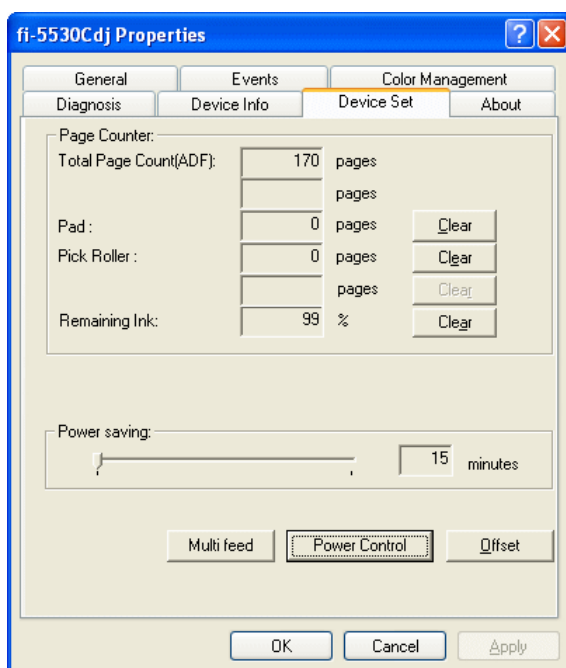 fi-5530Cdj Properties
General Events Color Management
Diagnosis Device Info Device Set About
Page Counter:
Total Page Count(ADF): 170 pages
pages
Pad : 0 pages Clear
Pick Roller : 0 pages Clear
pages Clear
Remaining Ink: 99 % Clear
Power saving:
15 minutes
Multi feed Power Control Offset
OK Cancel Apply